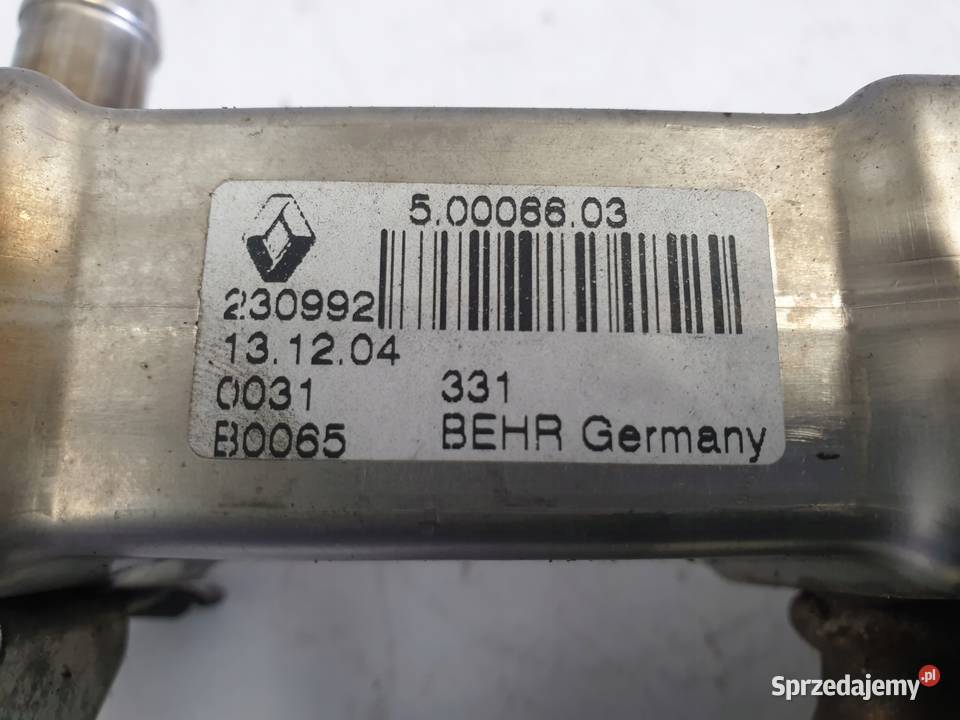 5.00066.03
230992
13.12.04
0031 331
B0065 BEHR Germany
Sprzedajemy.pl